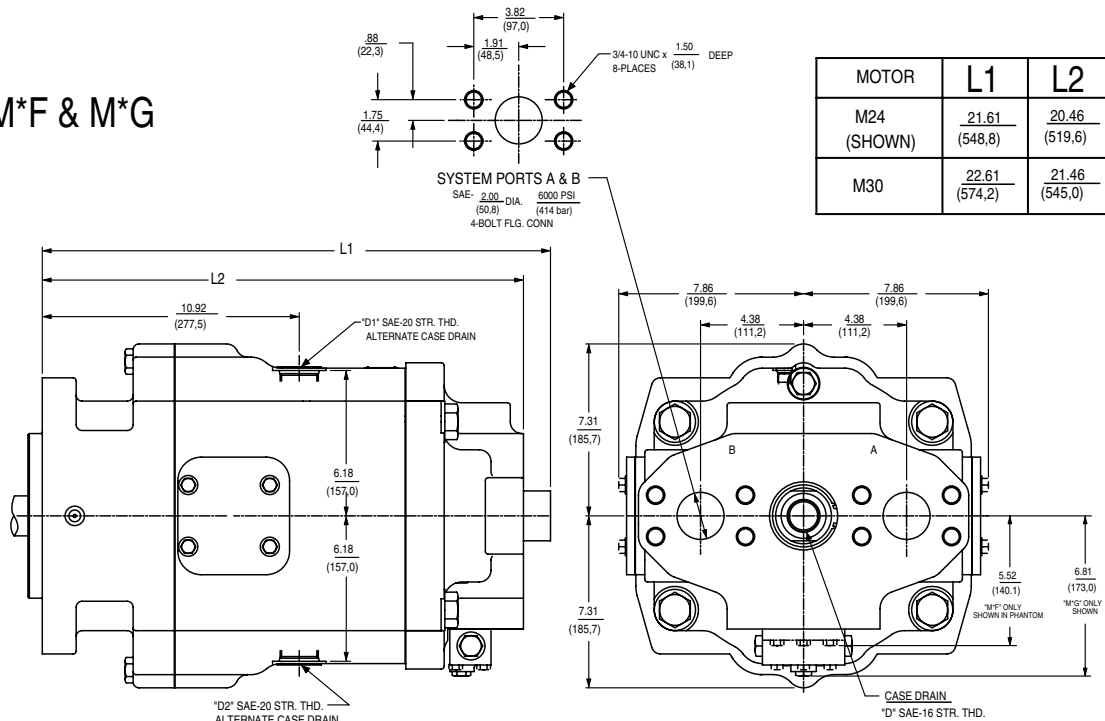 M*F & M*G
3.82
(97,0)
1.91
(48,5)
.88
(22,3)
1.75
(44,4)
3/4-10 UNC x 1.50 DEEP
(38,1)
8-PLACES
SYSTEM PORTS A & B
SAE- 2.00 DIA. 6000 PSI
(50,8) (414 bar)
4-BOLT FLG. CONN
MOTOR L1 L2
M24 21.61 20.46
(SHOWN) (548,8) (519,6)
M30 22.61 21.46
(574,2) (545,0)
L1
L2
10.92
(277,5)
"D1" SAE-20 STR. THD.
ALTERNATE CASE DRAIN
6.18
(157,0)
6.18
(157,0)
"D2" SAE-20 STR. THD.
ALTERNATE CASE DRAIN
7.86 7.86
(199,6) (199,6)
4.38 4.38
(111,2) (111,2)
7.31
(185,7)
B A
7.31
(185,7)
5.52
(140.1)
"M*F" ONLY
SHOWN IN PHANTOM
6.81
(173,0)
"M*G" ONLY
SHOWN
CASE DRAIN
"D" SAE-16 STR. THD.